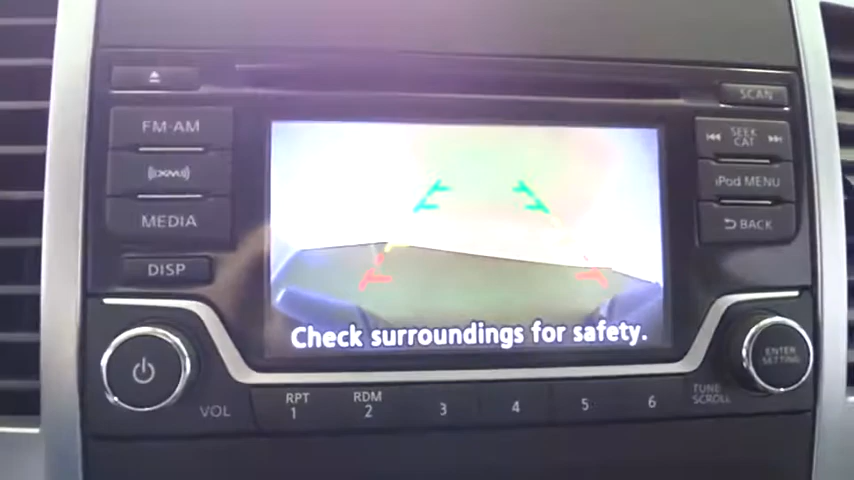 SCAN
FM·AM
SEEK
CAT
((XM))
iPod MENU
MEDIA
BACK
DISP
Check surroundings for safety.
ENTER
SETTING
VOL
RPT
1
RDM
2
3
4
5
6
TUNE
SCROLL